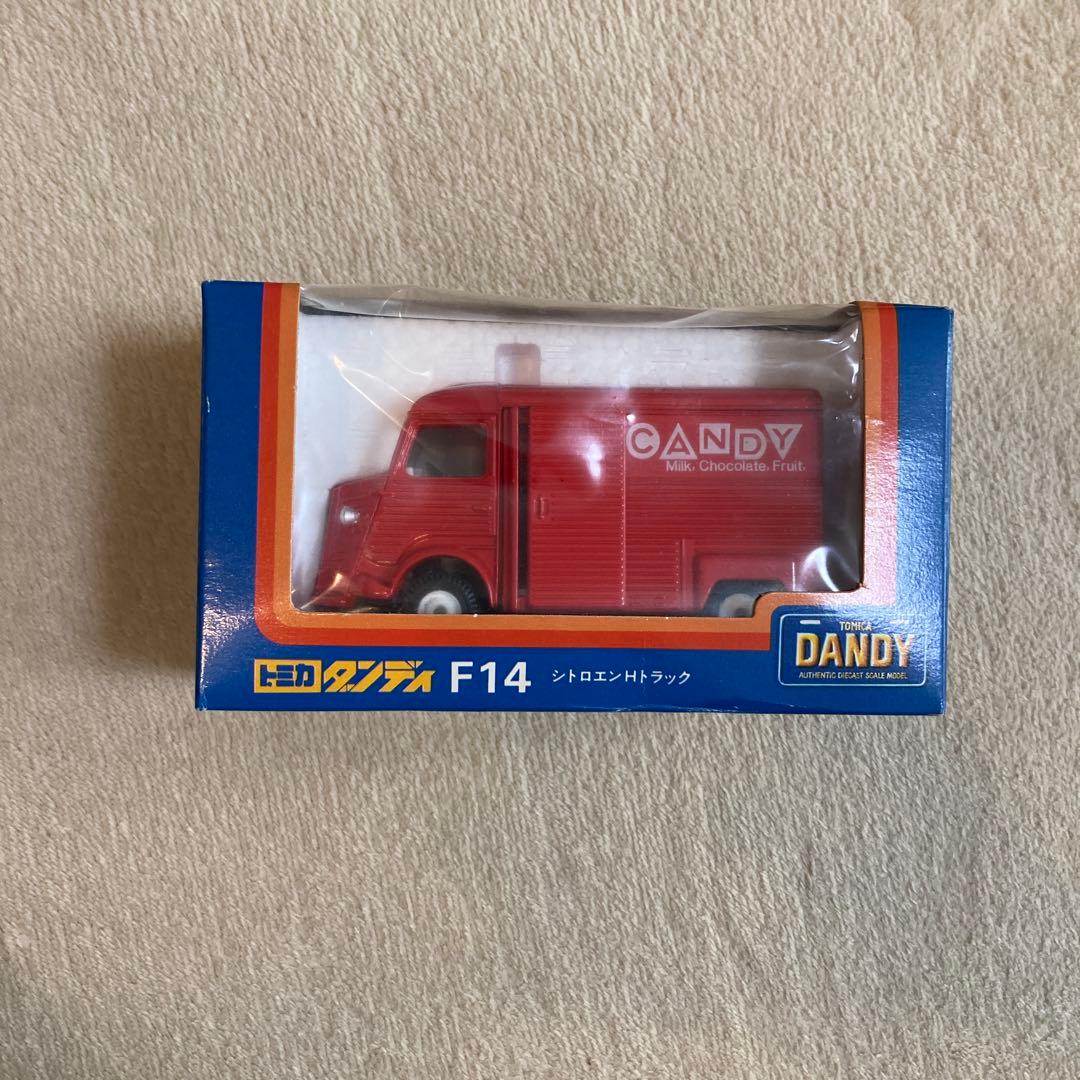 CANDY
Milk, Chocolate, Fruit,
トミカ ダンディ F14 シトロエンHトラック
TOMICA
DANDY
AUTHENTIC DIECAST SCALE MODEL